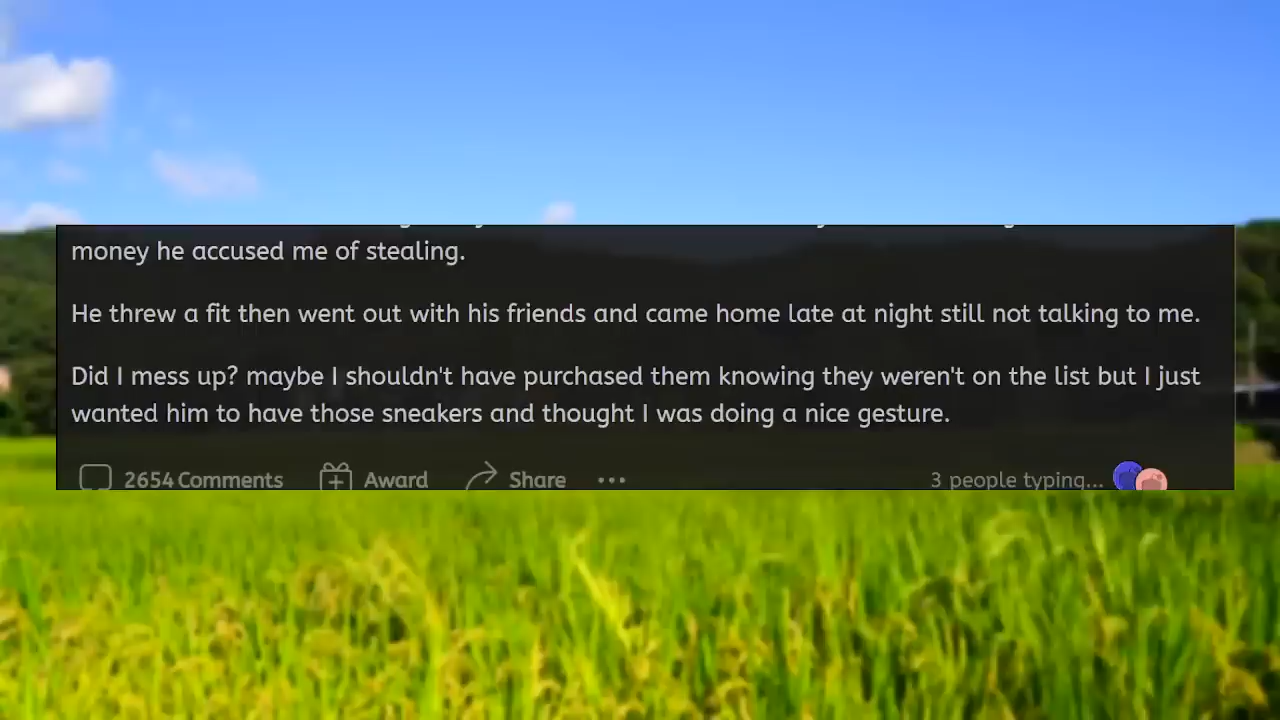 money he accused me of stealing.
He threw a fit then went out with his friends and came home late at night still not talking to me.
Did I mess up? maybe I shouldn't have purchased them knowing they weren't on the list but I just
wanted him to have those sneakers and thought I was doing a nice gesture.
2654 Comments Award Share ••• 3 people typing...